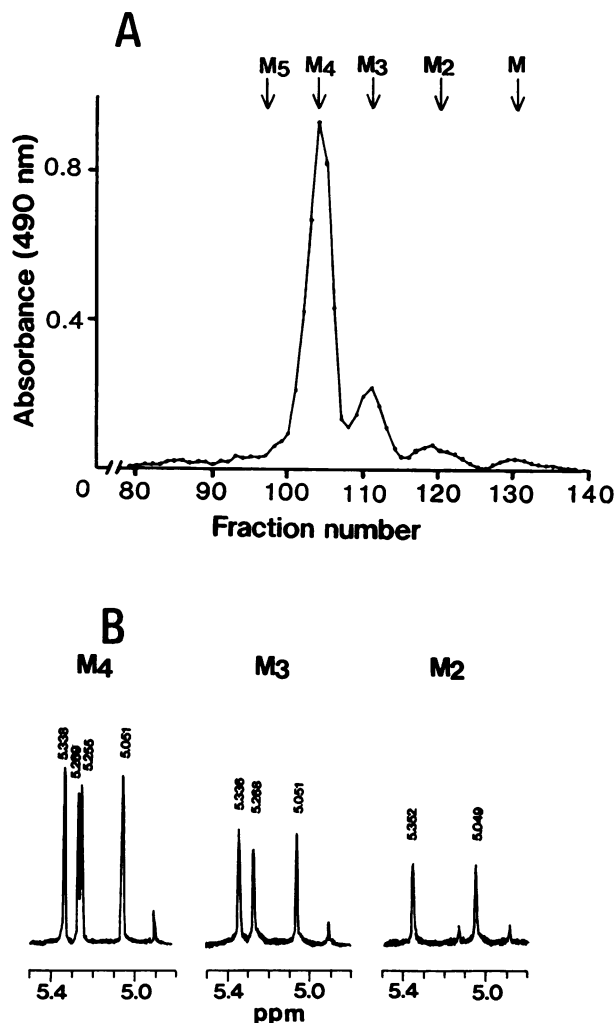 A
M5 M4 M3 M2 M
Absorbance (490 nm)
0.8
0.4
0 80 90 100 110 120 130 140
Fraction number
B
M4 M3 M2
5.338 5.269 5.255 5.051 5.336 5.268 5.051 5.352 5.049
5.4 5.0 5.4 5.0 5.4 5.0
ppm